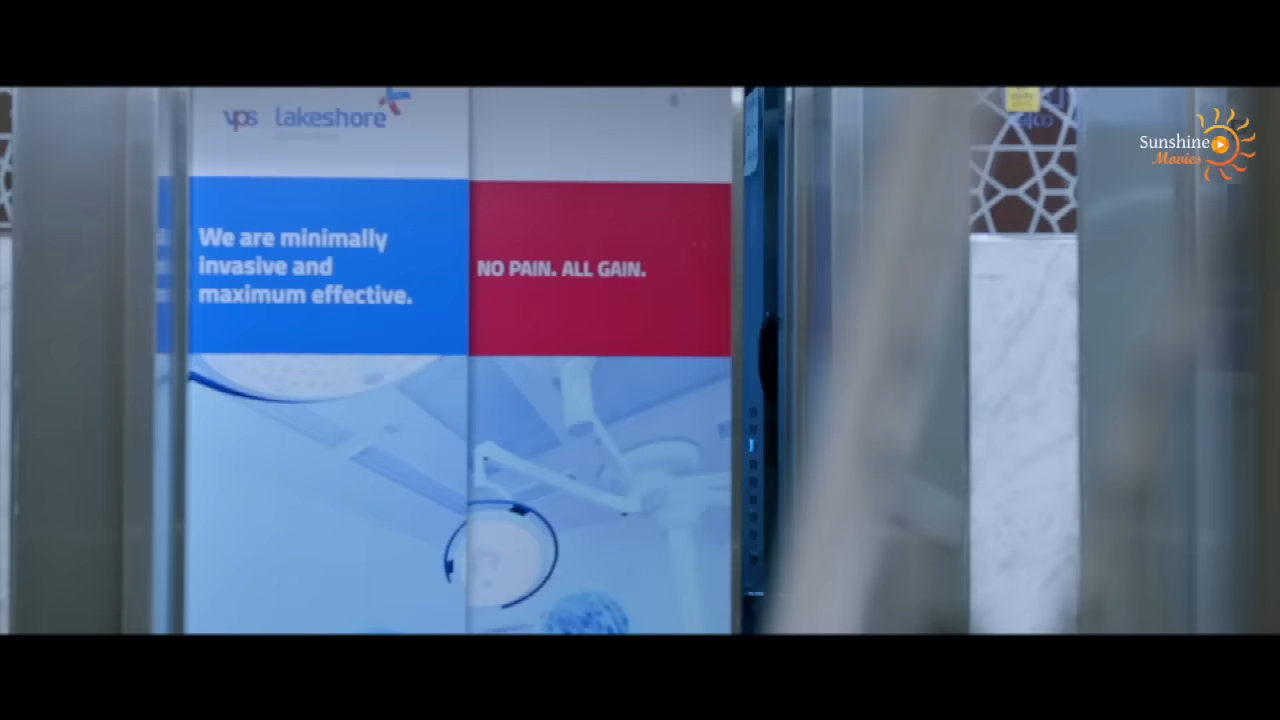 vps lakeshore
We are minimally
invasive and
maximum effective.
NO PAIN. ALL GAIN.
Sunshine
Movies